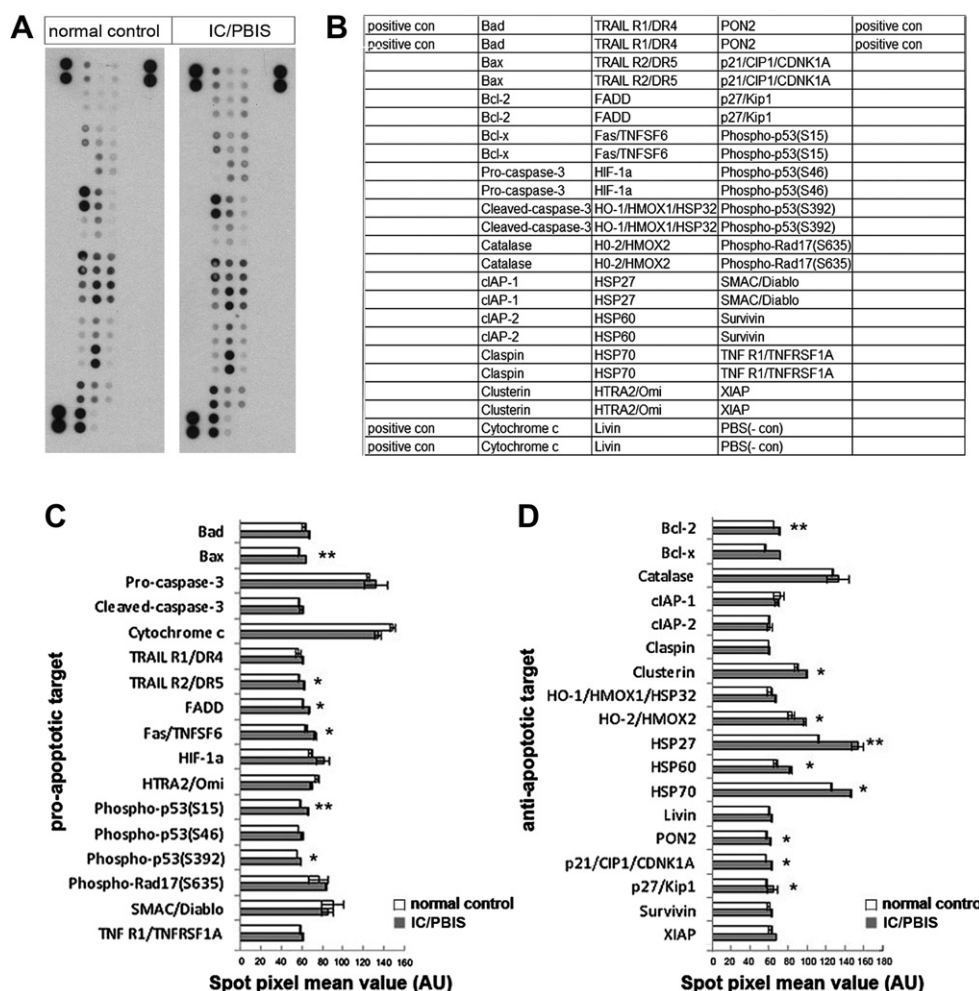 A
normal control IC/PBIS
B
positive con Bad TRAIL R1/DR4 PON2 positive con
positive con Bad TRAIL R1/DR4 PON2 positive con
Bax TRAIL R2/DR5 p21/CIP1/CDNK1A
Bax TRAIL R2/DR5 p21/CIP1/CDNK1A
Bcl-2 FADD p27/Kip1
Bcl-2 FADD p27/Kip1
Bcl-x Fas/TNFSF6 Phospho-p53(S15)
Bcl-x Fas/TNFSF6 Phospho-p53(S15)
Pro-caspase-3 HIF-1a Phospho-p53(S46)
Pro-caspase-3 HIF-1a Phospho-p53(S46)
Cleaved-caspase-3 HO-1/HMOX1/HSP32 Phospho-p53(S392)
Cleaved-caspase-3 HO-1/HMOX1/HSP32 Phospho-p53(S392)
Catalase H0-2/HMOX2 Phospho-Rad17(S635)
Catalase H0-2/HMOX2 Phospho-Rad17(S635)
cIAP-1 HSP27 SMAC/Diablo
cIAP-1 HSP27 SMAC/Diablo
cIAP-2 HSP60 Survivin
cIAP-2 HSP60 Survivin
Claspin HSP70 TNF R1/TNFRSF1A
Claspin HSP70 TNF R1/TNFRSF1A
Clusterin HTRA2/Omi XIAP
Clusterin HTRA2/Omi XIAP
positive con Cytochrome c Livin PBS(- con)
positive con Cytochrome c Livin PBS(- con)
C
pro-apoptotic target
Bad
Bax **
Pro-caspase-3
Cleaved-caspase-3
Cytochrome c
TRAIL R1/DR4
TRAIL R2/DR5 *
FADD *
Fas/TNFSF6 *
HIF-1a
HTRA2/Omi
Phospho-p53(S15) **
Phospho-p53(S46)
Phospho-p53(S392) *
Phospho-Rad17(S635)
SMAC/Diablo
TNF R1/TNFRSF1A
normal control
IC/PBIS
0 20 40 60 80 100 120 140 160
Spot pixel mean value (AU)
D
anti-apoptotic target
Bcl-2 **
Bcl-x
Catalase
cIAP-1
cIAP-2
Claspin
Clusterin *
HO-1/HMOX1/HSP32
HO-2/HMOX2 *
HSP27 **
HSP60 *
HSP70 *
Livin
PON2 *
p21/CIP1/CDNK1A *
p27/Kip1 *
Survivin
XIAP
normal contro
IC/PBIS
0 20 40 60 80 100 120 140 160 180
Spot pixel mean value (AU)